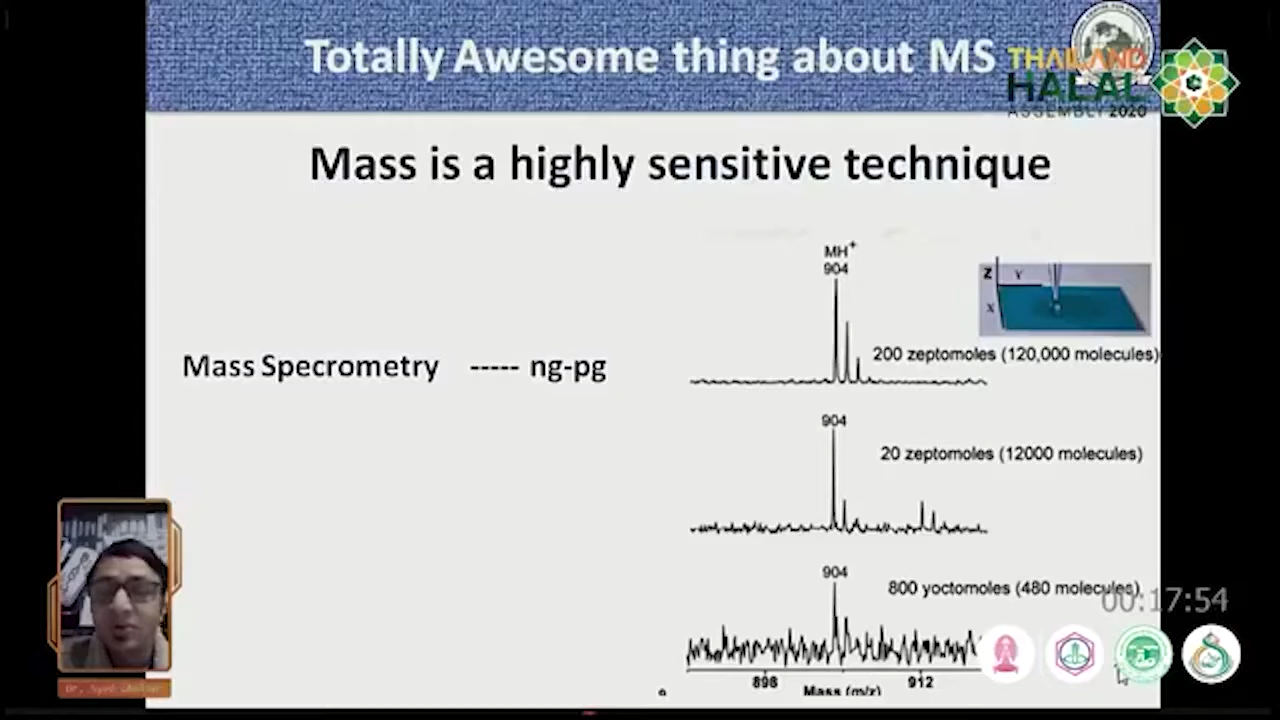 Totally Awesome thing about MS
THAILAND
HALAL
ASSEMBLY 2020
Mass is a highly sensitive technique
MH+
904
Z Y
X
200 zeptomoles (120,000 molecules)
Mass Specrometry ----- ng-pg
904
20 zeptomoles (12000 molecules)
904
800 yoctomoles (480 molecules)
00:17:54
898
912
Mass (m/z)